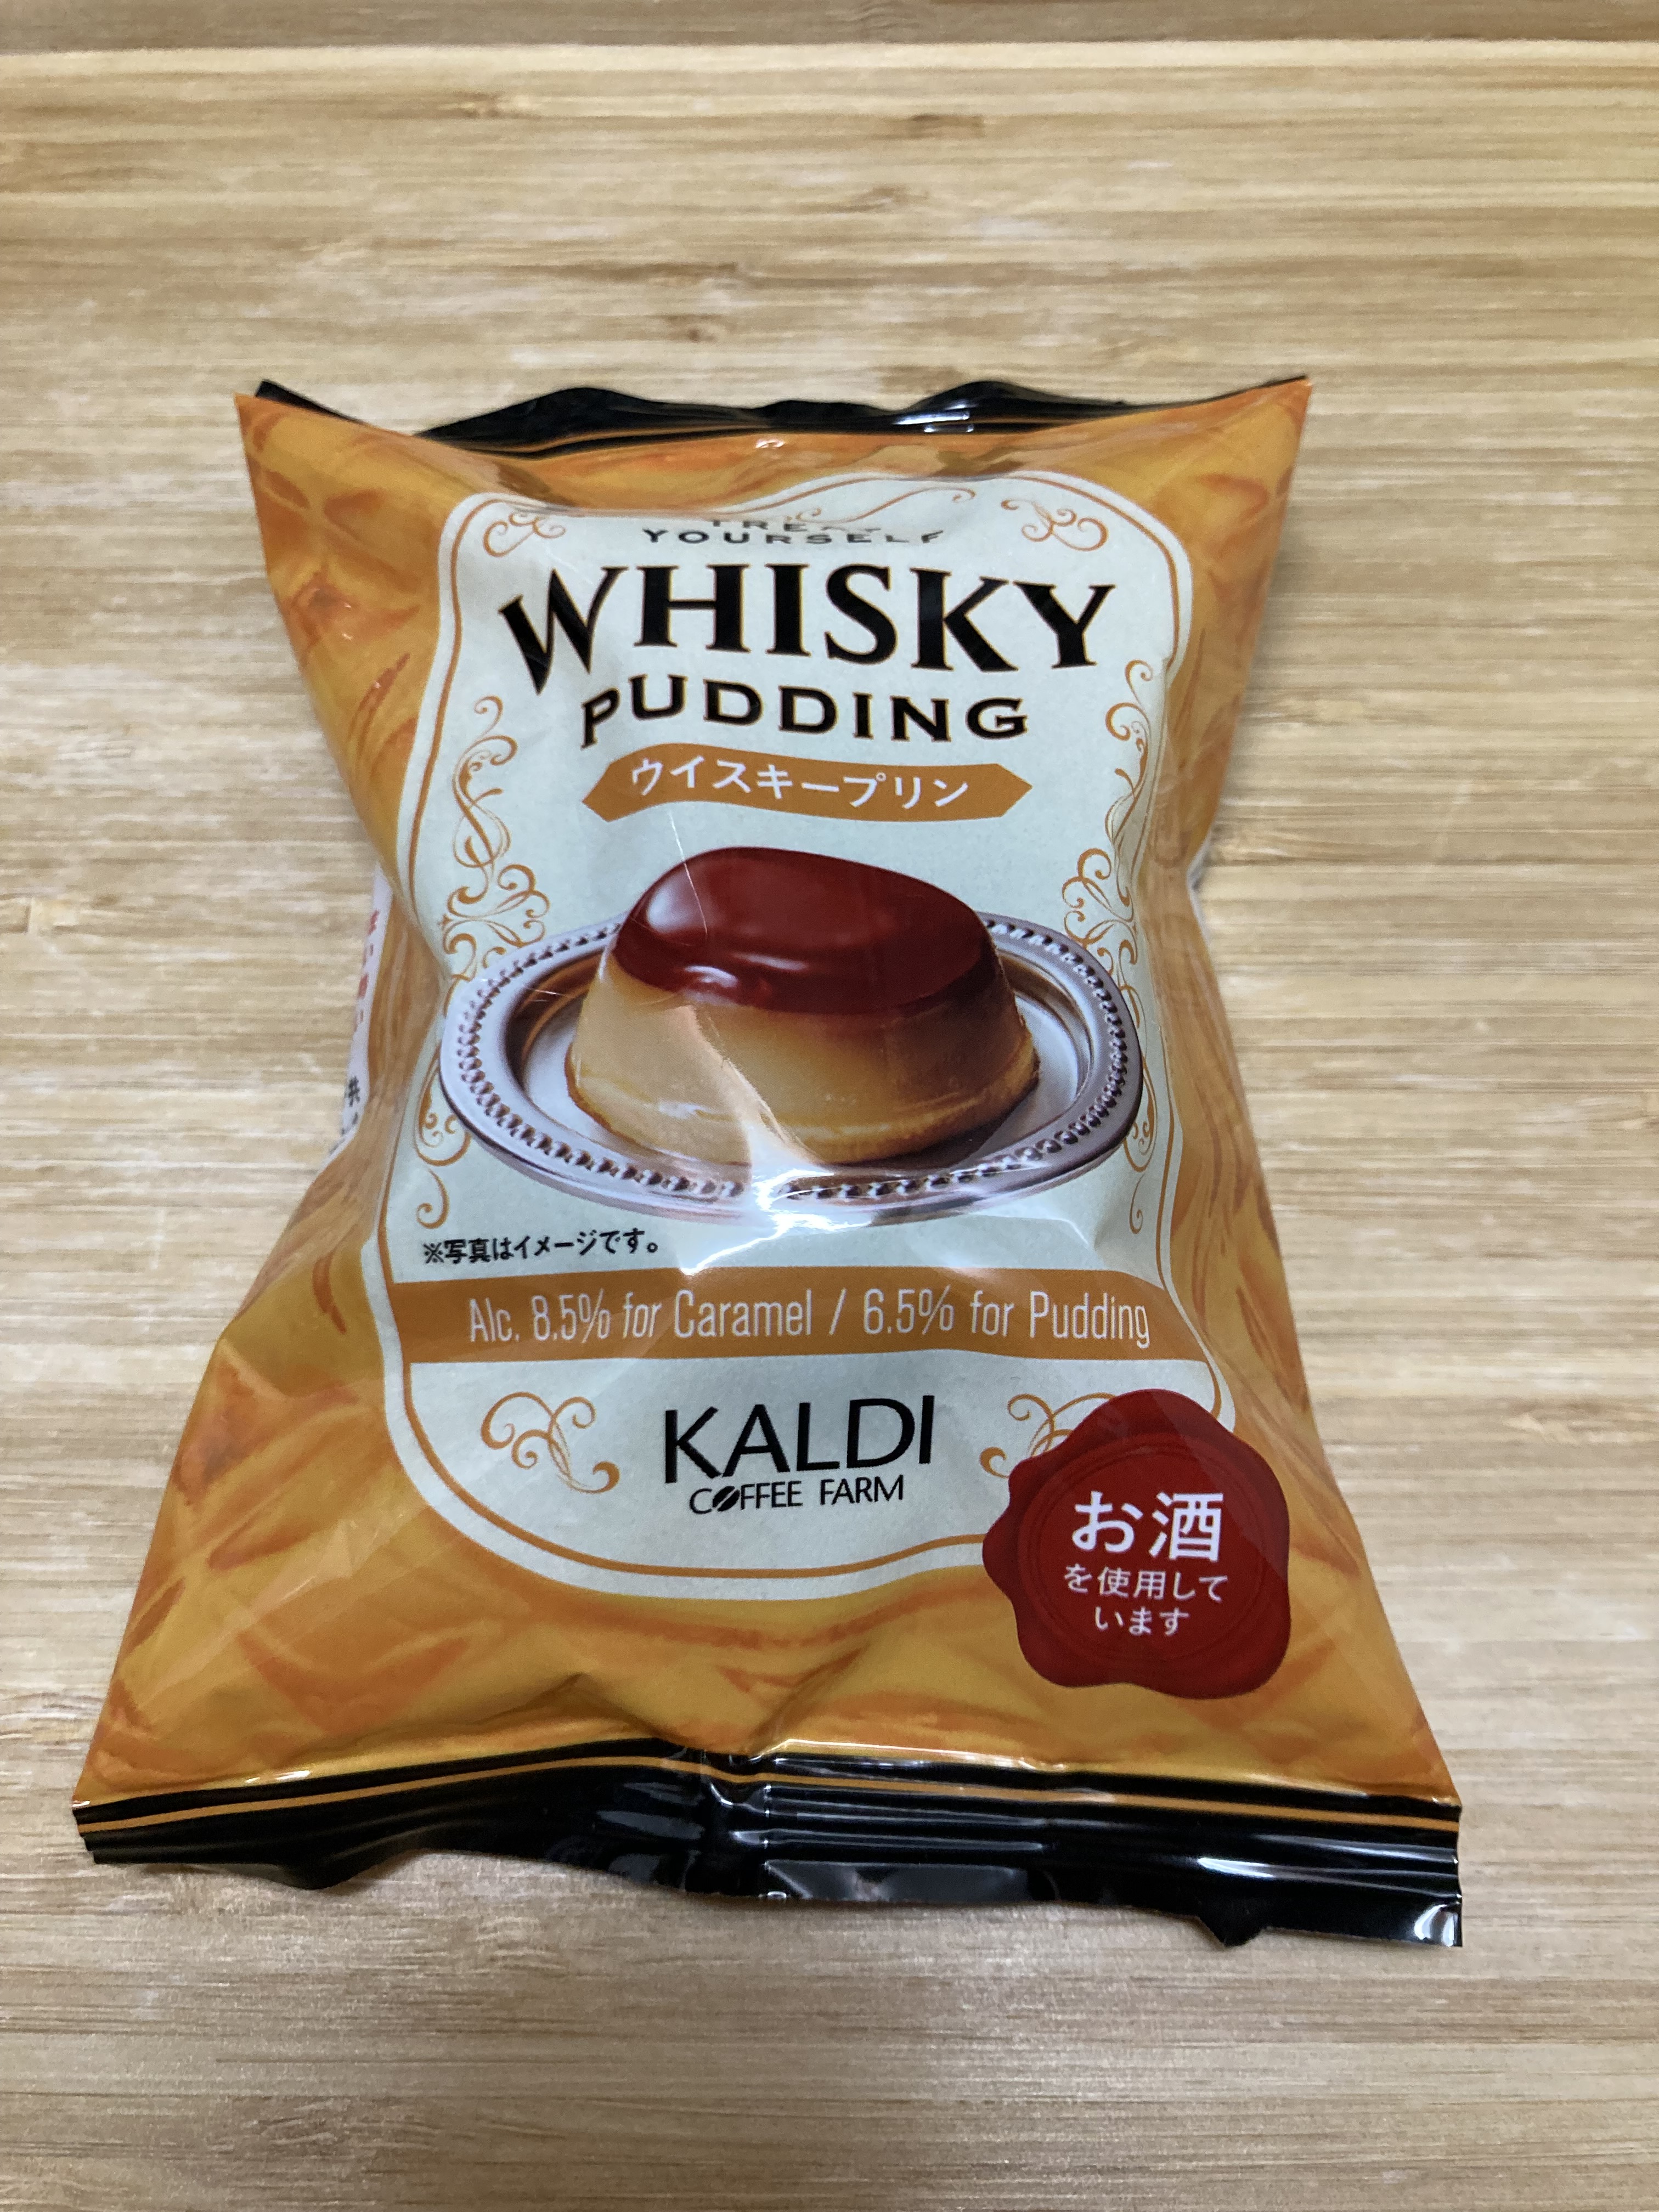 TREAT
YOURSELF
WHISKY
PUDDING
ウイスキープリン
※写真はイメージです。
Alc. 8.5% for Caramel / 6.5% for Pudding
KALDI
COFFEE FARM
お酒
を使用して
います